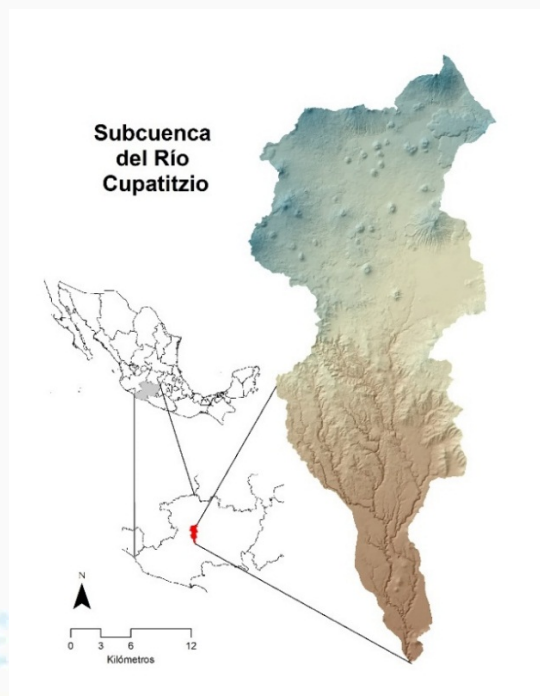 Subcuenca
del Río
Cupatitzio
N
0 3 6 12
Kilómetros